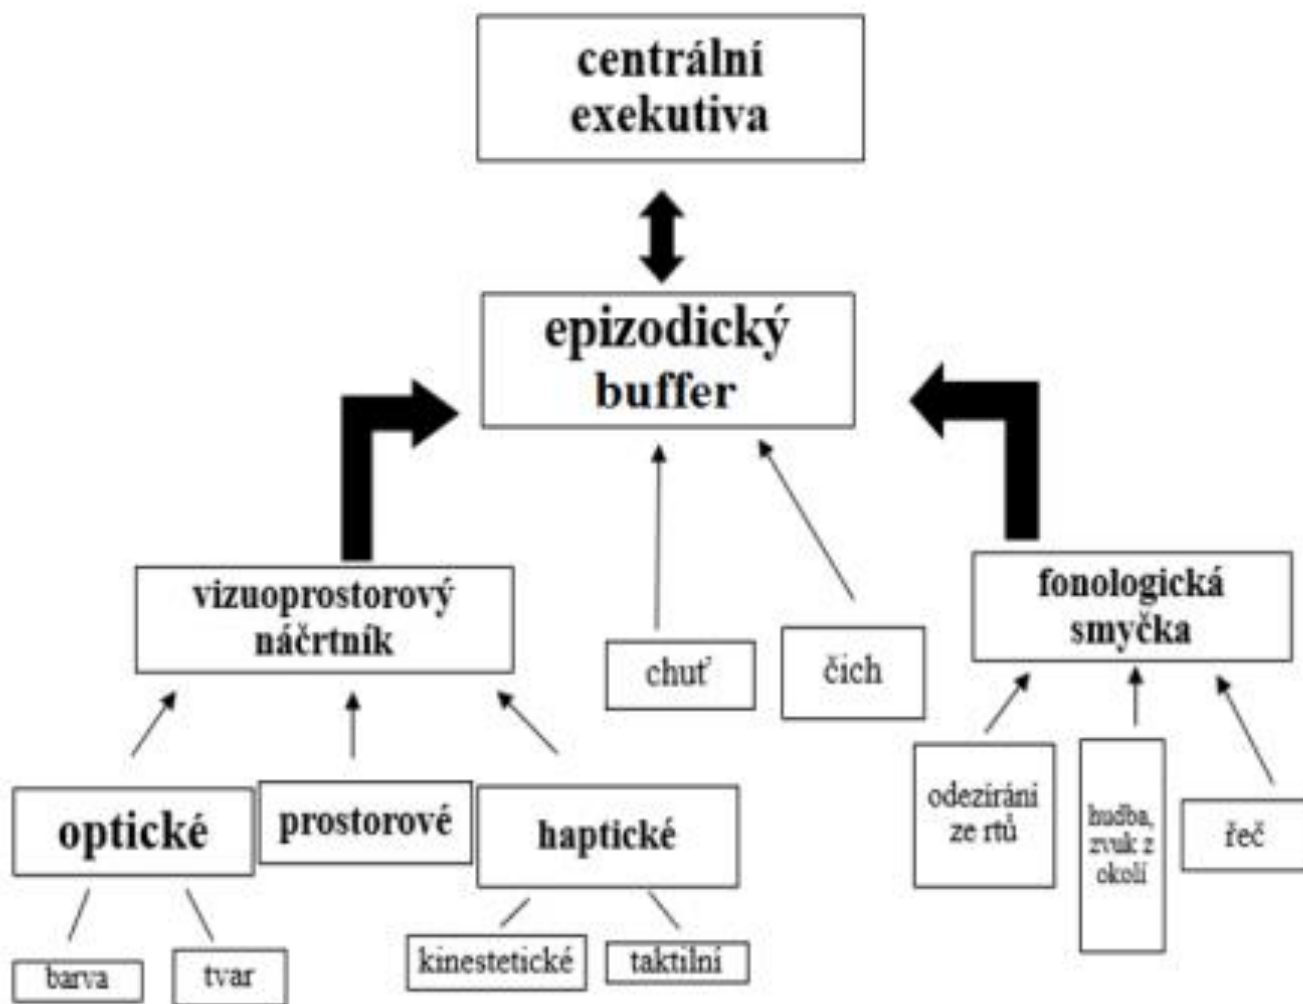 centrální
exekutiva
epizodický
buffer
vizuoprostorový
náčrtník
chuť
čich
fonologická
smyčka
optické
prostorové
haptické
odezíráni
ze rtů
hudba,
zvuk z
okolí
řeč
barva
tvar
kinestetické
taktilní